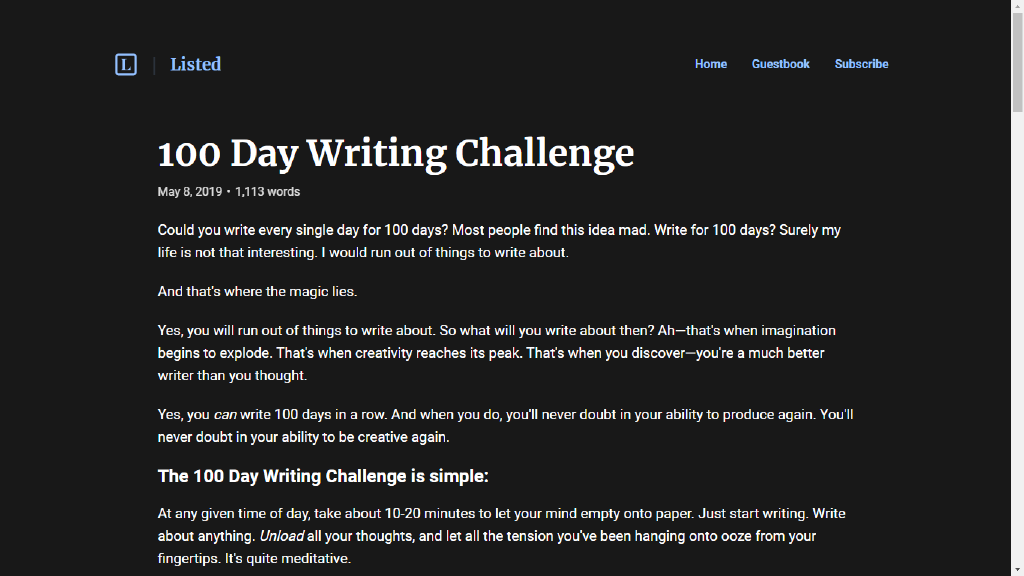 L | Listed
Home Guestbook Subscribe
100 Day Writing Challenge
May 8, 2019 • 1,113 words
Could you write every single day for 100 days? Most people find this idea mad. Write for 100 days? Surely my
life is not that interesting. I would run out of things to write about.
And that's where the magic lies.
Yes, you will run out of things to write about. So what will you write about then? Ah—that's when imagination
begins to explode. That's when creativity reaches its peak. That's when you discover—you're a much better
writer than you thought.
Yes, you can write 100 days in a row. And when you do, you'll never doubt in your ability to produce again. You'll
never doubt in your ability to be creative again.
The 100 Day Writing Challenge is simple:
At any given time of day, take about 10-20 minutes to let your mind empty onto paper. Just start writing. Write
about anything. Unload all your thoughts, and let all the tension you've been hanging onto ooze from your
fingertips. It's quite meditative.